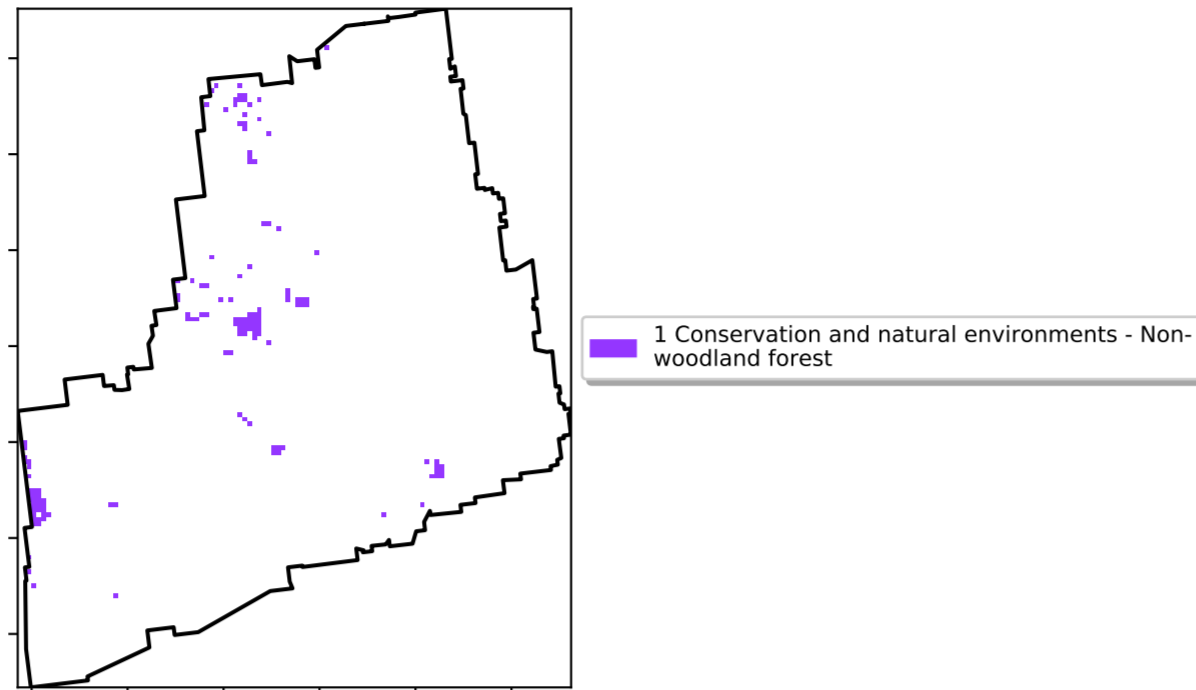 1 Conservation and natural environments - Non-
woodland forest